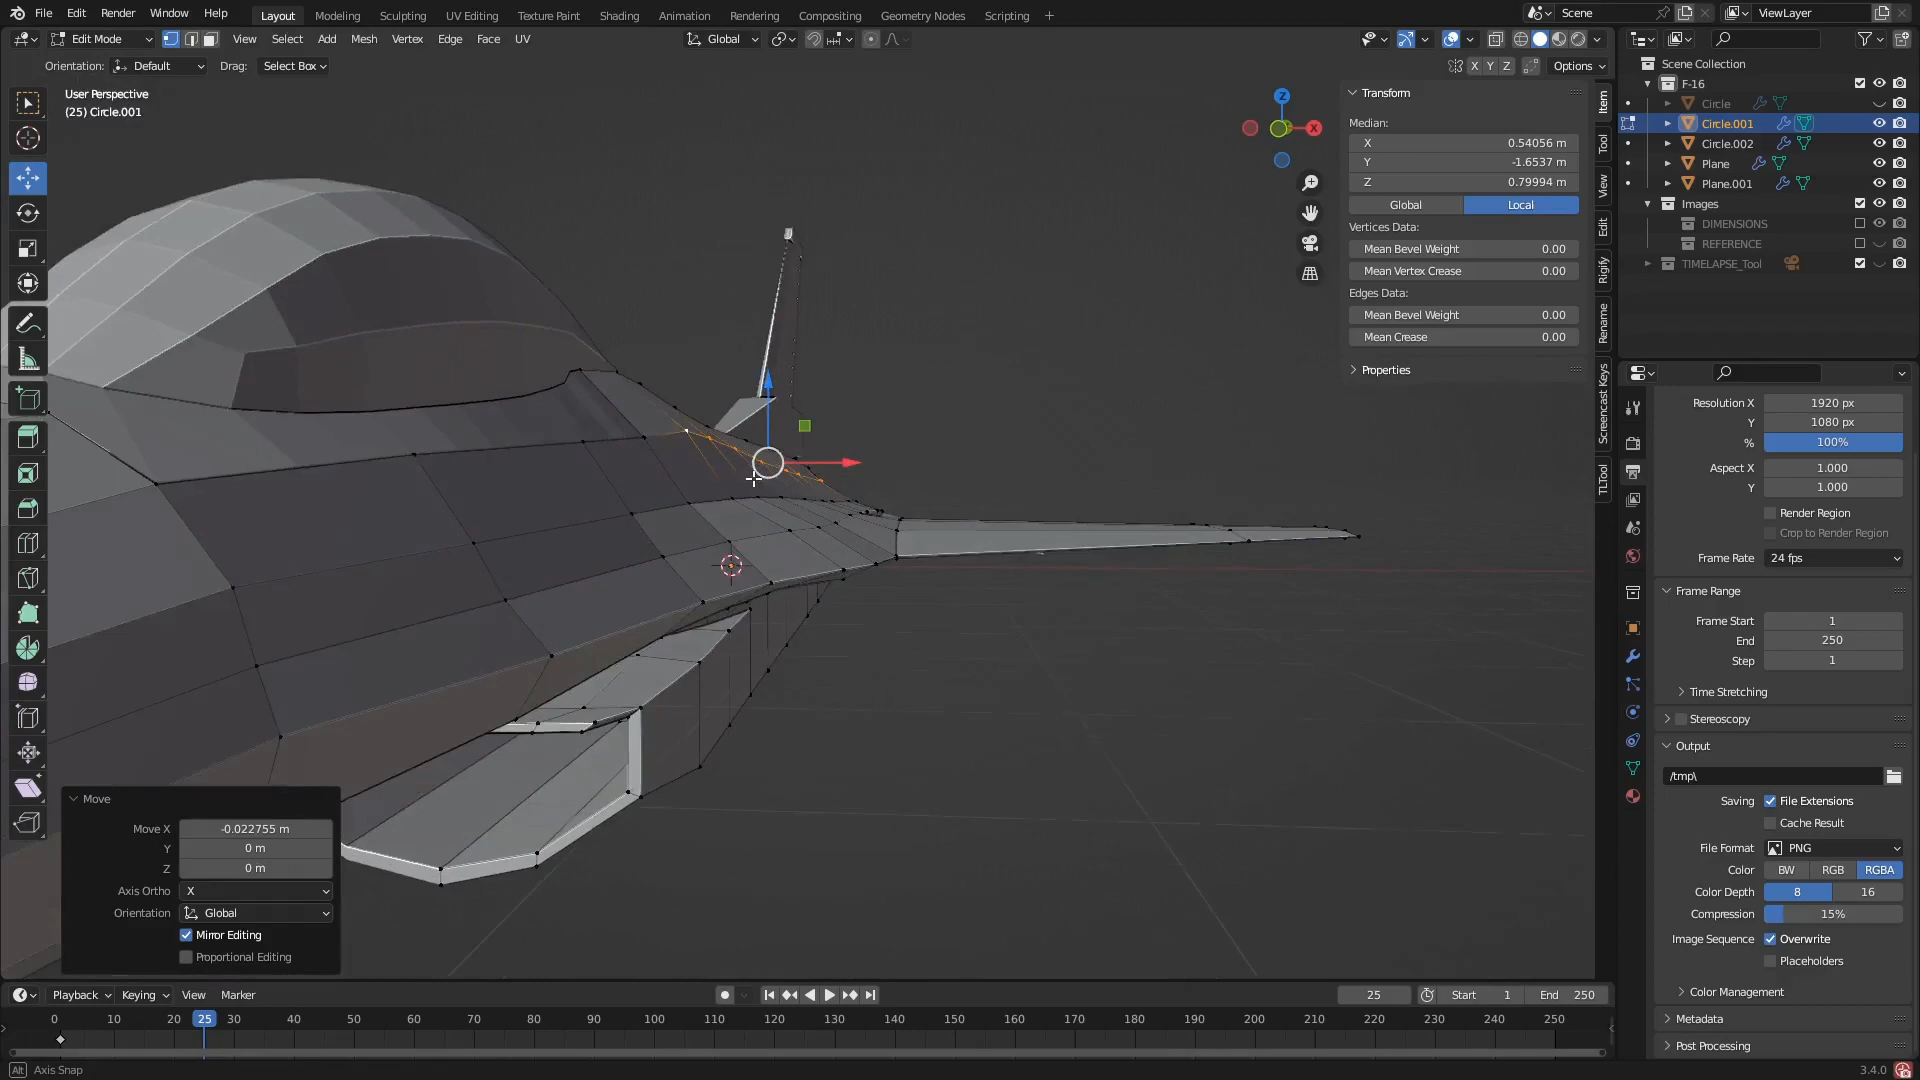 File Edit Render Window Help Layout Modeling Sculpting UV Editing Texture Paint Shading Animation Rendering Compositing Geometry Nodes Scripting + Scene ViewLayer
Edit Mode View Select Add Mesh Vertex Edge Face UV Global
Orientation: Default Drag: Select Box X Y Z Options
User Perspective
(25) Circle.001
Z
X
Transform
Median:
X 0.54056 m
Y -1.6537 m
Z 0.79994 m
Global Local
Vertices Data:
Mean Bevel Weight 0.00
Mean Vertex Crease 0.00
Edges Data:
Mean Bevel Weight 0.00
Mean Crease 0.00
Properties
Item
Tool
View
Edit
Rigify
Rename
Screencast Keys
TLTool
Scene Collection
F-16
Circle
Circle.001
Circle.002
Plane
Plane.001
Images
DIMENSIONS
REFERENCE
TIMELAPSE_Tool
Resolution X 1920 px
Y 1080 px
% 100%
Aspect X 1.000
Y 1.000
Render Region
Crop to Render Region
Frame Rate 24 fps
Frame Range
Frame Start 1
End 250
Step 1
Time Stretching
Stereoscopy
Output
/tmp\
Saving File Extensions
Cache Result
File Format PNG
Color BW RGB RGBA
Color Depth 8 16
Compression 15%
Image Sequence Overwrite
Placeholders
Color Management
Metadata
Post Processing
Move
Move X -0.022755 m
Y 0 m
Z 0 m
Axis Ortho X
Orientation Global
Mirror Editing
Proportional Editing
Playback Keying View Marker 25 Start 1 End 250
0 10 20 25 30 40 50 60 70 80 90 100 110 120 130 140 150 160 170 180 190 200 210 220 230 240 250
Alt Axis Snap 3.4.0